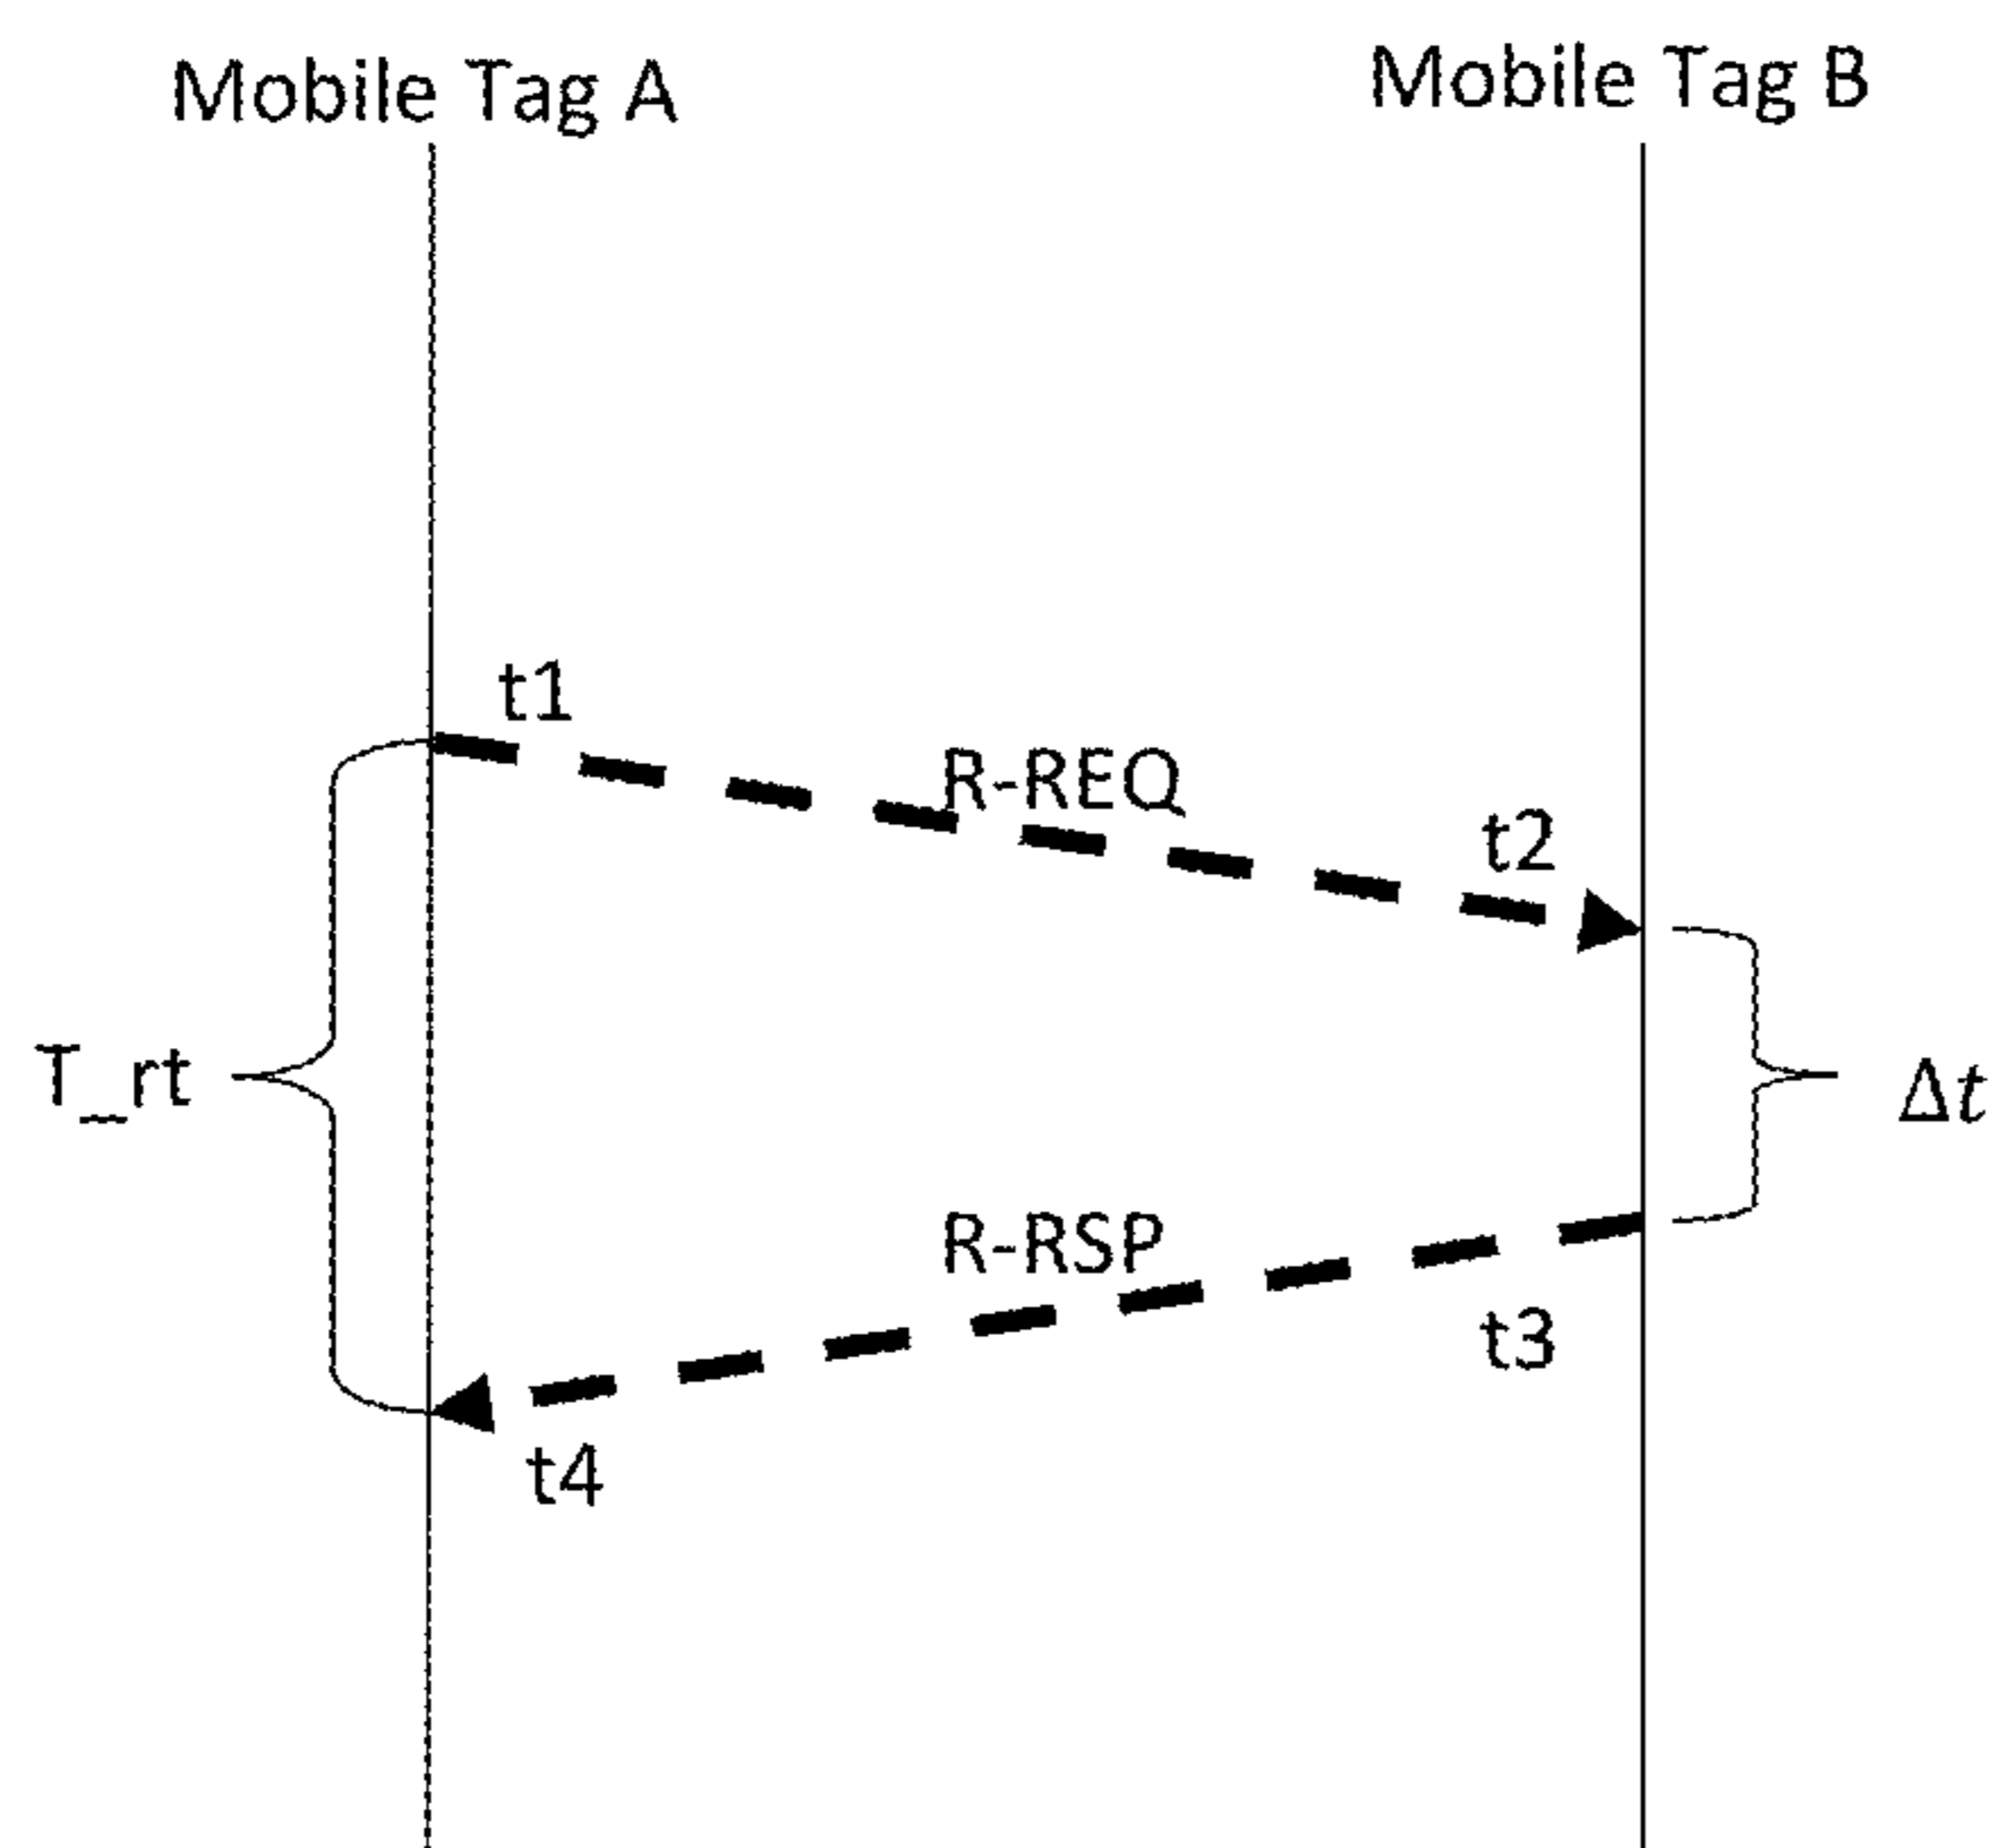 Mobile Tag A
Mobile Tag B
t1
R-REQ
t2
T_rt
Δt
R-RSP
t3
t4